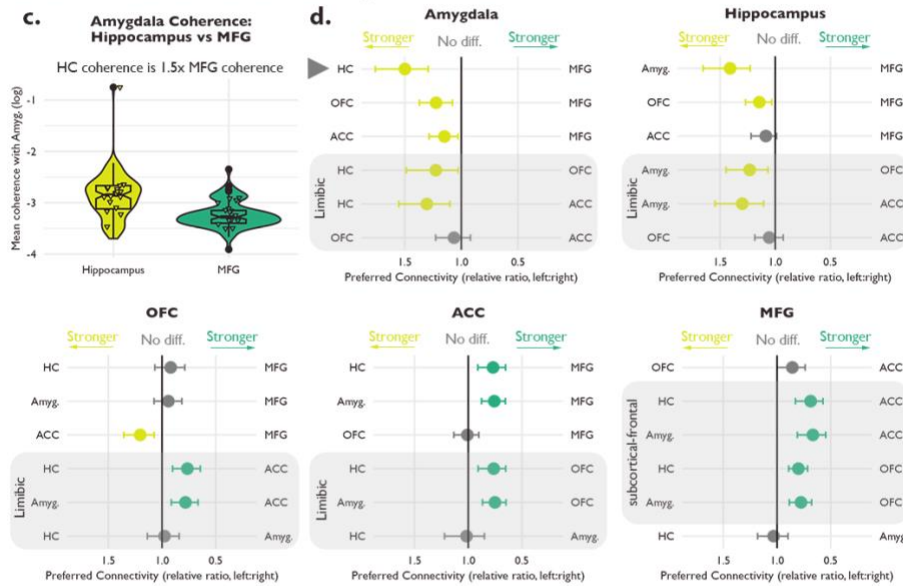 c.
Amygdala Coherence:
Hippocampus vs MFG
HC coherence is 1.5x MFG coherence
Mean coherence with Amyg. (log)
-1
-2
-3
-4
Hippocampus MFG
d.
Amygdala
Stronger No diff. Stronger
HC MFG
OFC MFG
ACC MFG
Limibic
HC OFC
HC ACC
OFC ACC
1.5 1.0 0.5
Preferred Connectivity (relative ratio, left:right)
Hippocampus
Stronger No diff. Stronger
Amyg. MFG
OFC MFG
ACC MFG
Limibic
Amyg. OFC
Amyg. ACC
OFC ACC
1.5 1.0 0.5
Preferred Connectivity (relative ratio, left:right)
OFC
Stronger No diff. Stronger
HC MFG
Amyg. MFG
ACC MFG
Limibic
HC ACC
Amyg. ACC
HC Amyg.
1.5 1.0 0.5
Preferred Connectivity (relative ratio, left:right)
ACC
Stronger No diff. Stronger
HC MFG
Amyg. MFG
OFC MFG
Limibic
HC OFC
Amyg. OFC
HC Amyg.
1.5 1.0 0.5
Preferred Connectivity (relative ratio, left:right)
MFG
Stronger No diff. Stronger
OFC ACC
subcortical-frontal
HC ACC
Amyg. ACC
HC OFC
Amyg. OFC
HC Amyg.
1.5 1.0 0.5
Preferred Connectivity (relative ratio, left:right)